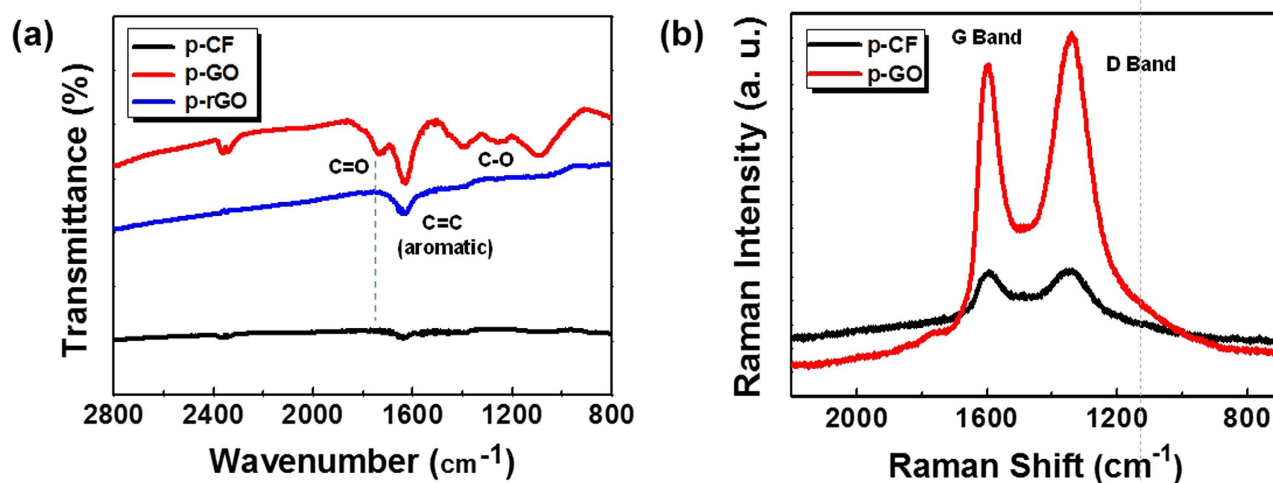 (a)
p-CF
p-GO
p-rGO
C=O
C-O
C=C
(aromatic)
Transmittance (%)
2800 2400 2000 1600 1200 800
Wavenumber (cm⁻¹)
(b)
p-CF
p-GO
G Band
D Band
Raman Intensity (a. u.)
2000 1600 1200 800
Raman Shift (cm⁻¹)